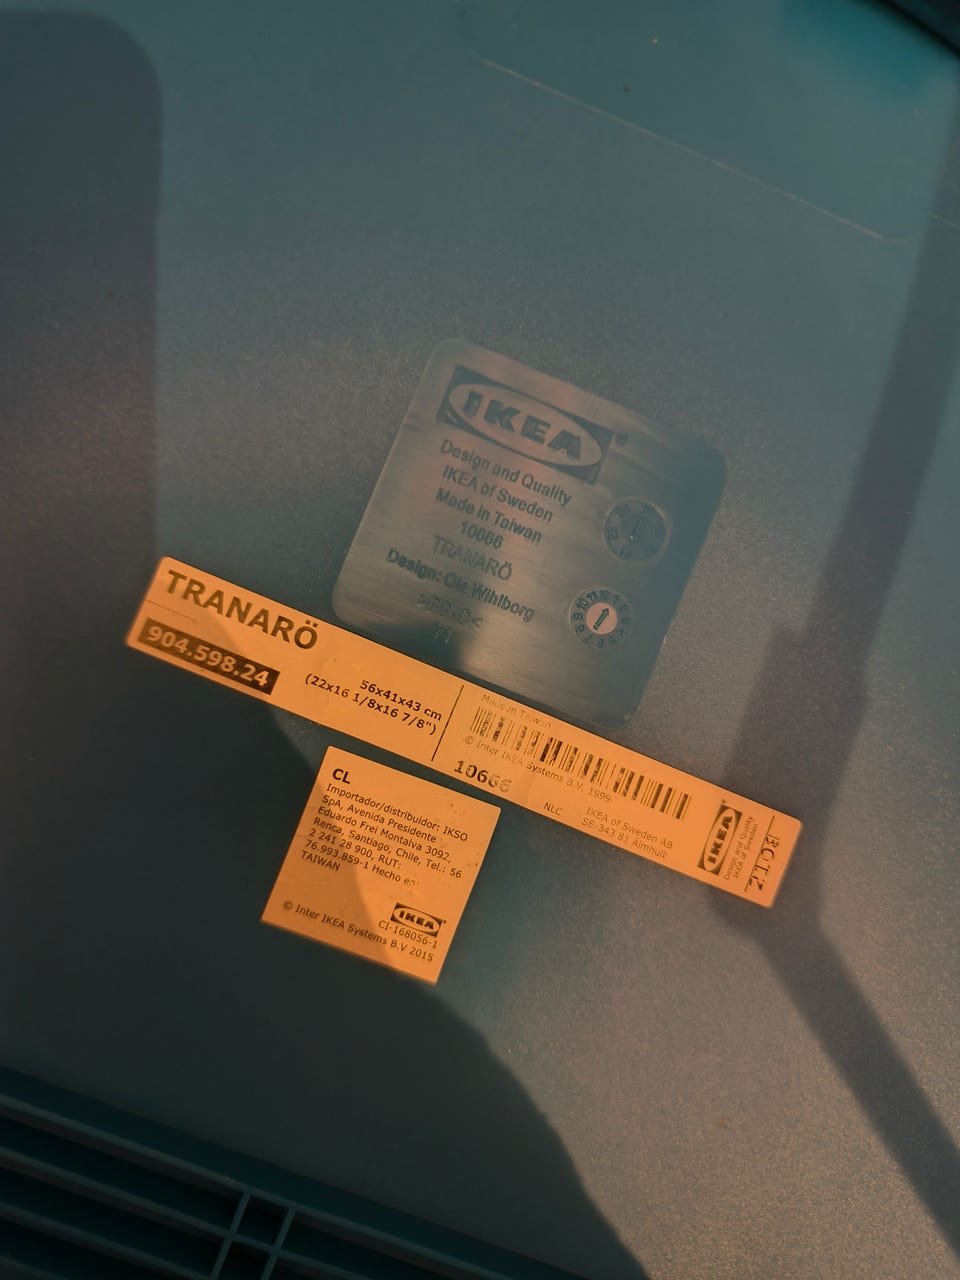 IKEA®
Design and Quality
IKEA of Sweden
Made in Taiwan
10666
TRANARÖ
Design: Ola Wihlborg
TRANARÖ
904.598.24
56x41x43 cm
(22x16 1/8x16 7/8")
Made in Taiwan
© Inter IKEA Systems B.V. 1999
10666
NLC
IKEA of Sweden AB
SE-343 81 Älmhult
IKEA®
Design and Quality
IKEA of Sweden
CL
Importador/distribuidor: IKSO
SpA, Avenida Presidente
Eduardo Frei Montalva 3092,
Renca, Santiago, Chile, Tel.: 56
2 241 28 900, RUT:
76.993.859-1 Hecho en:
TAIWAN
IKEA
CI-168056-1
© Inter IKEA Systems B.V 2015